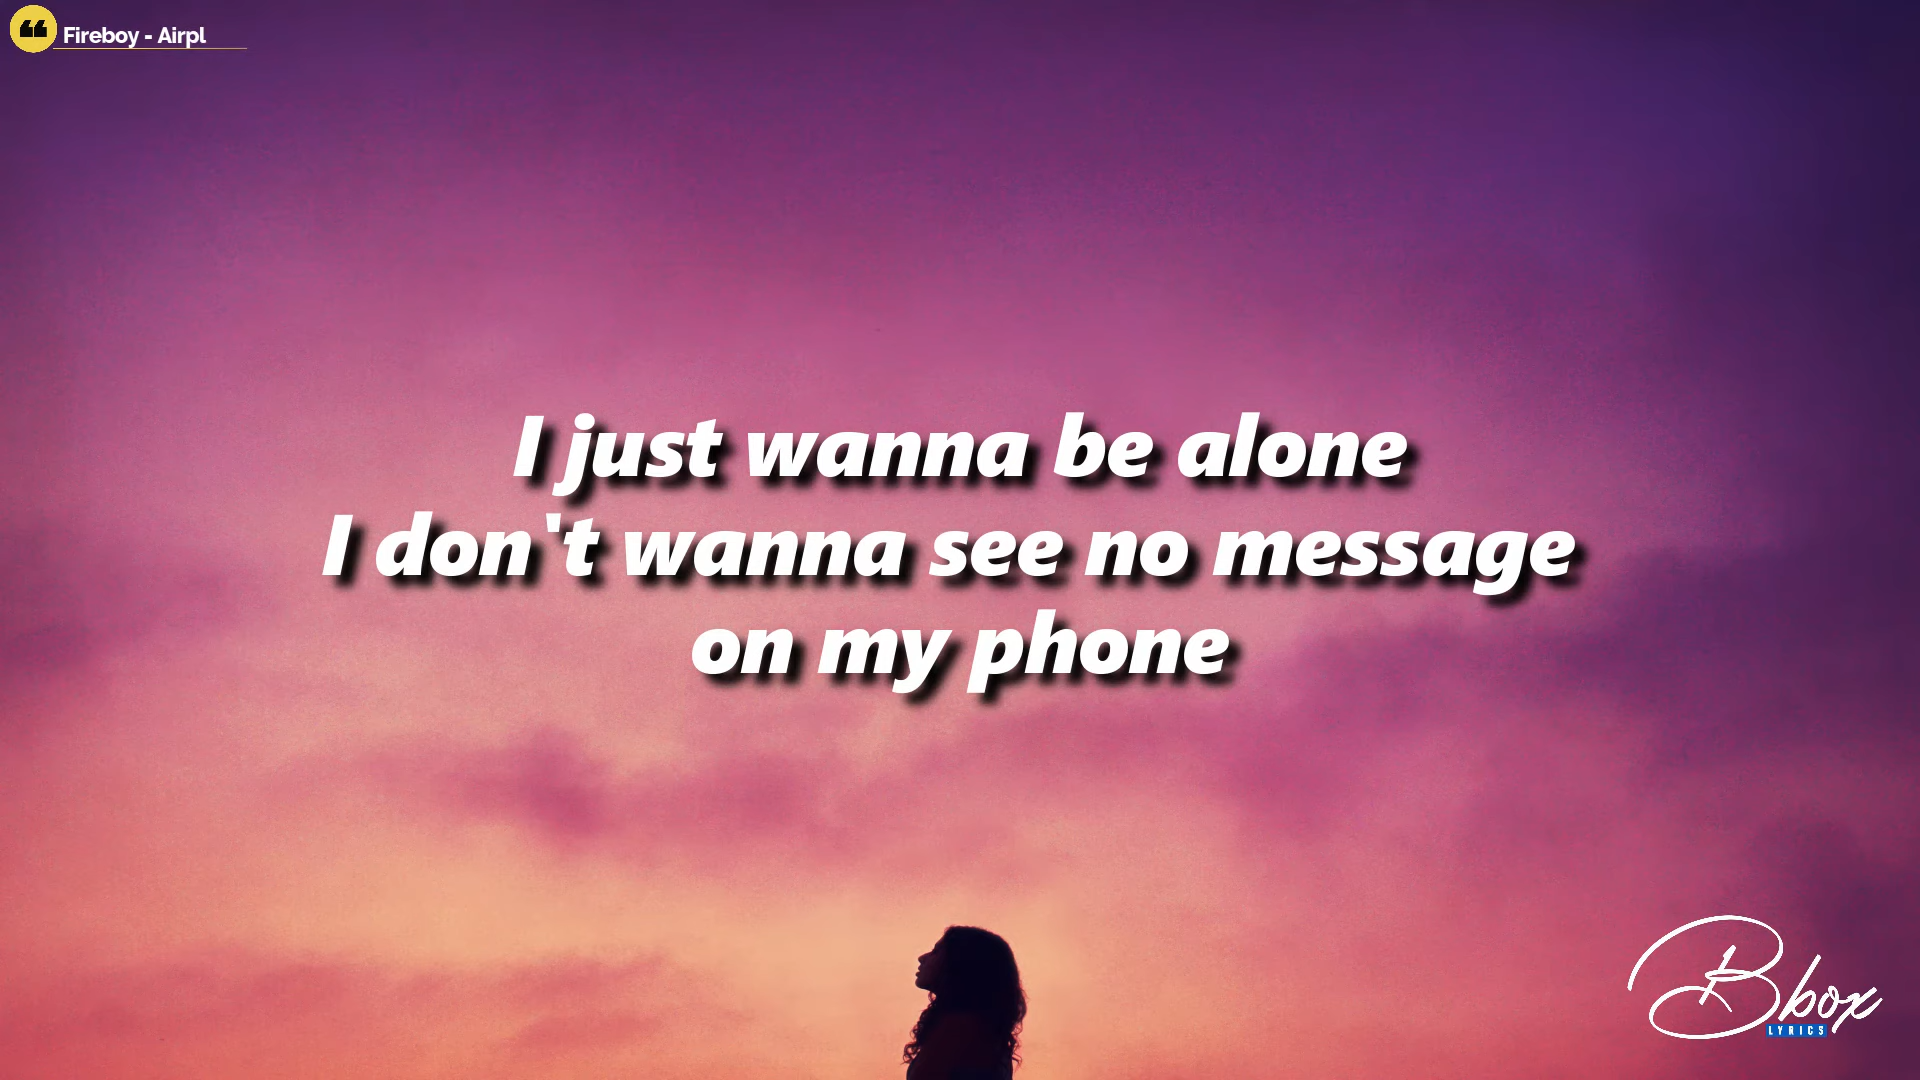 Fireboy - Airpl
I just wanna be alone
I don't wanna see no message
on my phone
Bbox
LYRICS